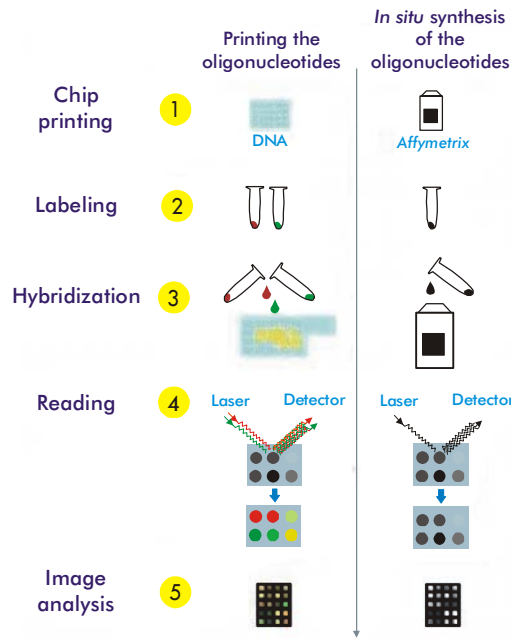 Printing the
oligonucleotides
In situ synthesis
of the
oligonucleotides
Chip
printing
1
DNA
Affymetrix
Labeling
2
Hybridization
3
Reading
4
Laser
Detector
Laser
Detector
Image
analysis
5